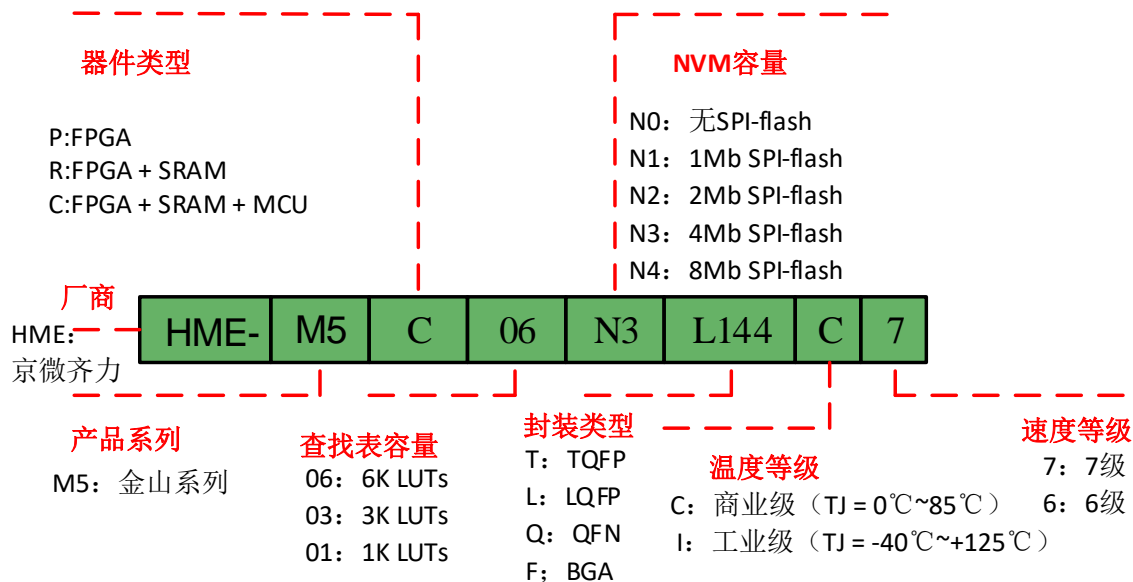 器件类型
P:FPGA
R:FPGA + SRAM
C:FPGA + SRAM + MCU
NVM容量
N0：无SPI-flash
N1：1Mb SPI-flash
N2：2Mb SPI-flash
N3：4Mb SPI-flash
N4：8Mb SPI-flash
厂商
HME：
京微齐力
HME- M5 C 06 N3 L144 C 7
产品系列
M5：金山系列
查找表容量
06：6K LUTs
03：3K LUTs
01：1K LUTs
封装类型
T：TQFP
L：LQFP
Q：QFN
F；BGA
温度等级
C：商业级（TJ = 0℃~85℃）
I：工业级（TJ = -40℃~+125℃）
速度等级
7：7级
6：6级